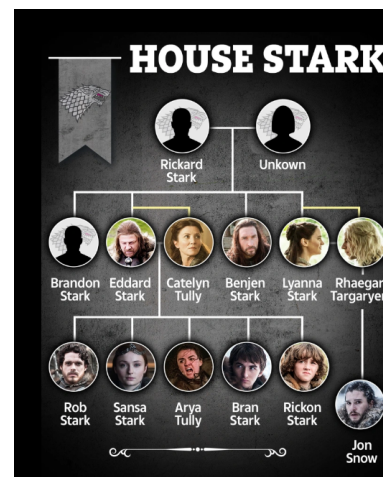 HOUSE STARK
Rickard
Stark
Unkown
Brandon
Stark
Eddard
Stark
Catelyn
Tully
Benjen
Stark
Lyanna
Stark
Rhaegar
Targaryen
Rob
Stark
Sansa
Stark
Arya
Tully
Bran
Stark
Rickon
Stark
Jon
Snow